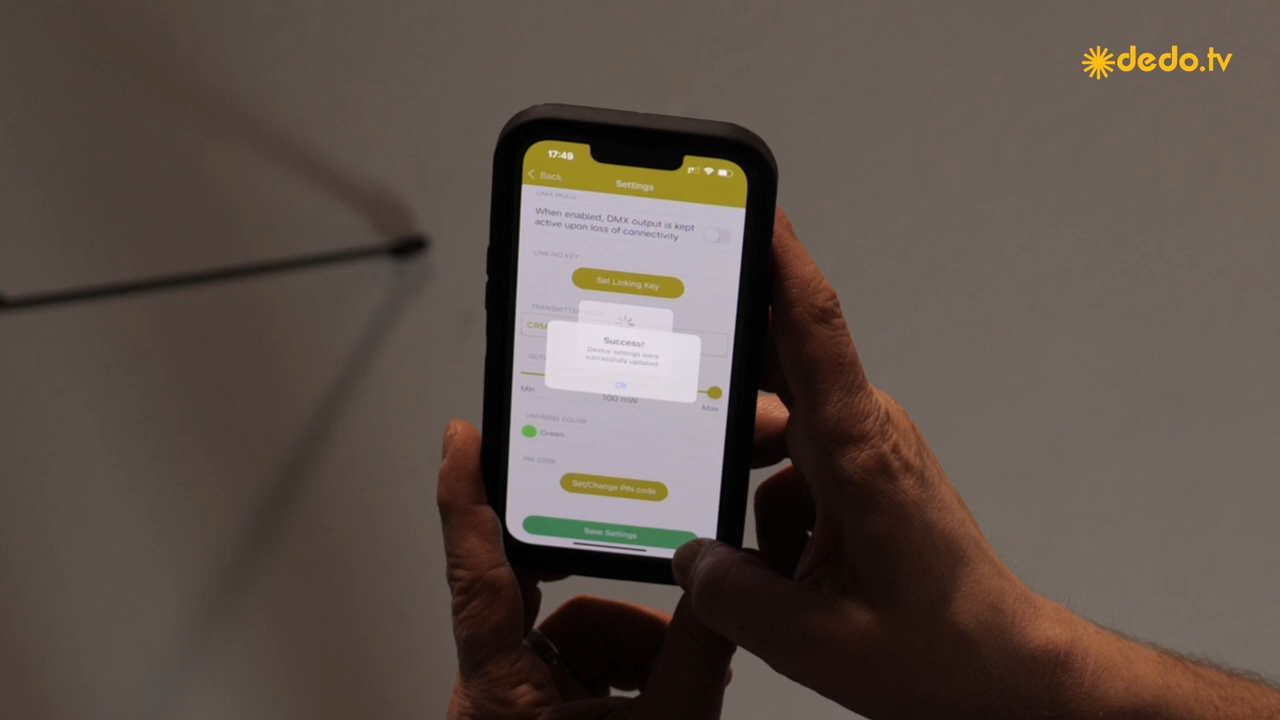 dedo.tv
17:49
Back
Settings
When enabled, DMX output is kept
active upon loss of connectivity
LINKING KEY
Set Linking Key
TRANSMITTER
CRM
Success!
Device settings were
successfully updated
Ok
Min
100 mW
Max
UNIVERSE COLOR
Green
PIN CODE
Set/Change PIN code
Save Settings